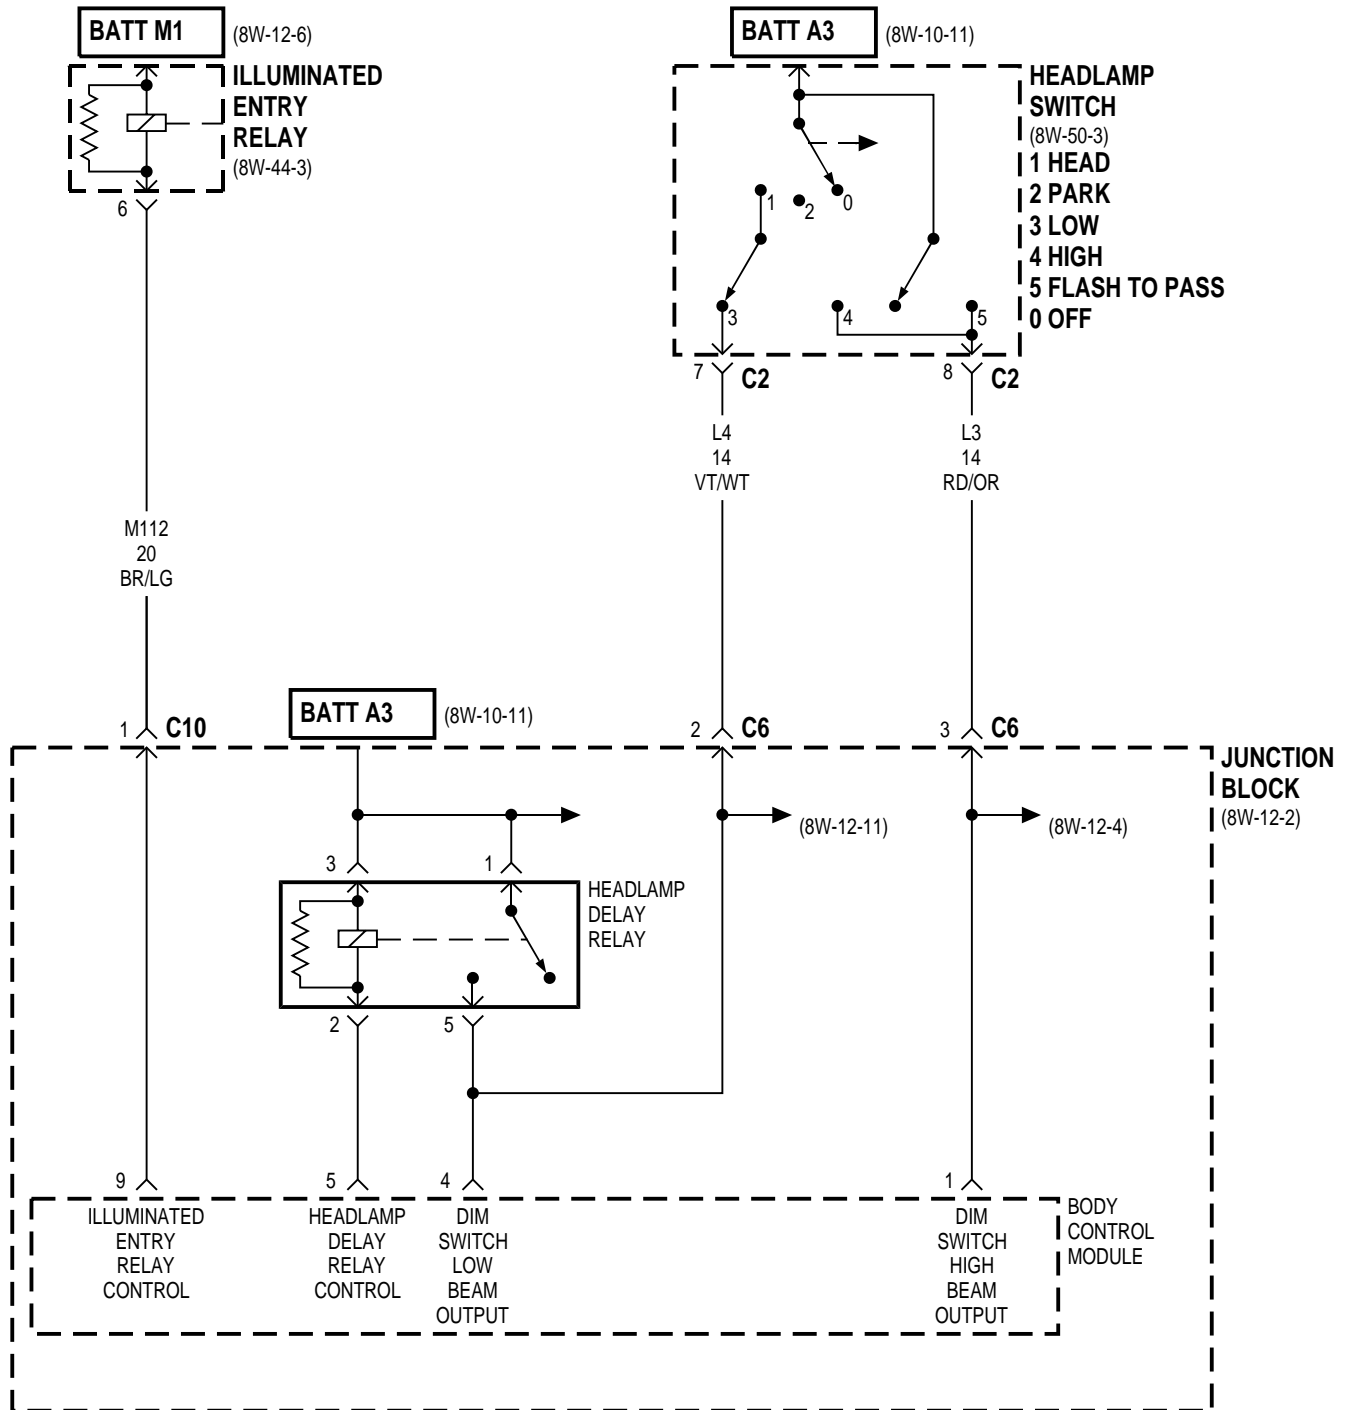 BATT M1
(8W-12-6)
ILLUMINATED
ENTRY
RELAY
(8W-44-3)
6
BATT A3
(8W-10-11)
HEADLAMP
SWITCH
(8W-50-3)
1 HEAD
2 PARK
3 LOW
4 HIGH
5 FLASH TO PASS
0 OFF
1
2
0
3
4
5
7
C2
8
C2
L4
14
VT/WT
L3
14
RD/OR
M112
20
BR/LG
1
C10
BATT A3
(8W-10-11)
2
C6
3
C6
JUNCTION
BLOCK
(8W-12-2)
(8W-12-11)
(8W-12-4)
3
1
HEADLAMP
DELAY
RELAY
2
5
9
5
4
1
ILLUMINATED
ENTRY
RELAY
CONTROL
HEADLAMP
DELAY
RELAY
CONTROL
DIM
SWITCH
LOW
BEAM
OUTPUT
DIM
SWITCH
HIGH
BEAM
OUTPUT
BODY
CONTROL
MODULE